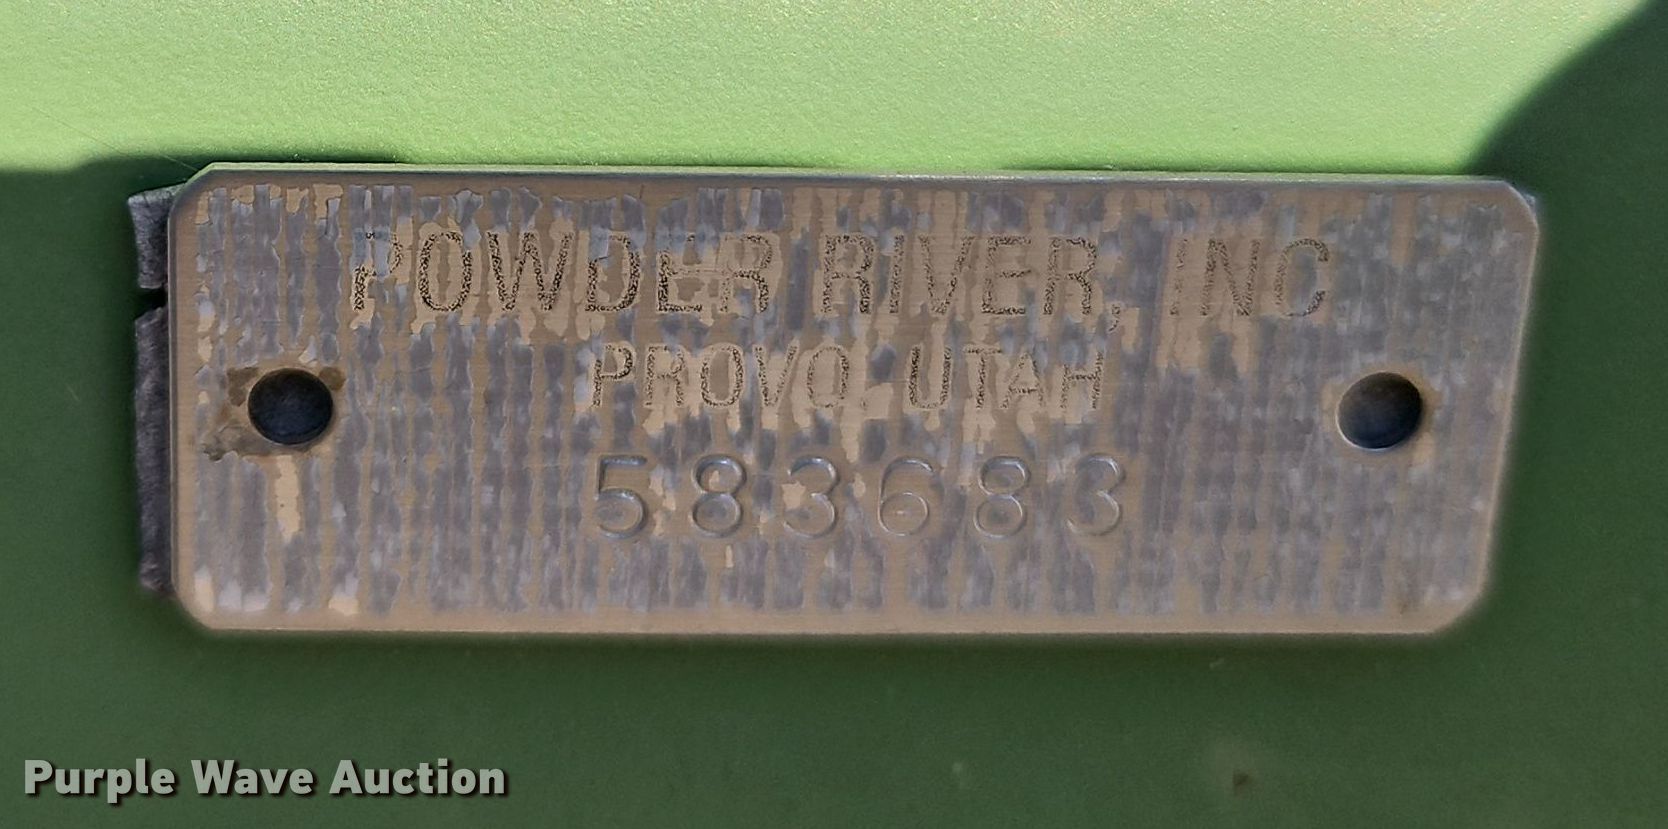 POWDER RIVER, INC
PROVO, UTAH
583683
Purple Wave Auction